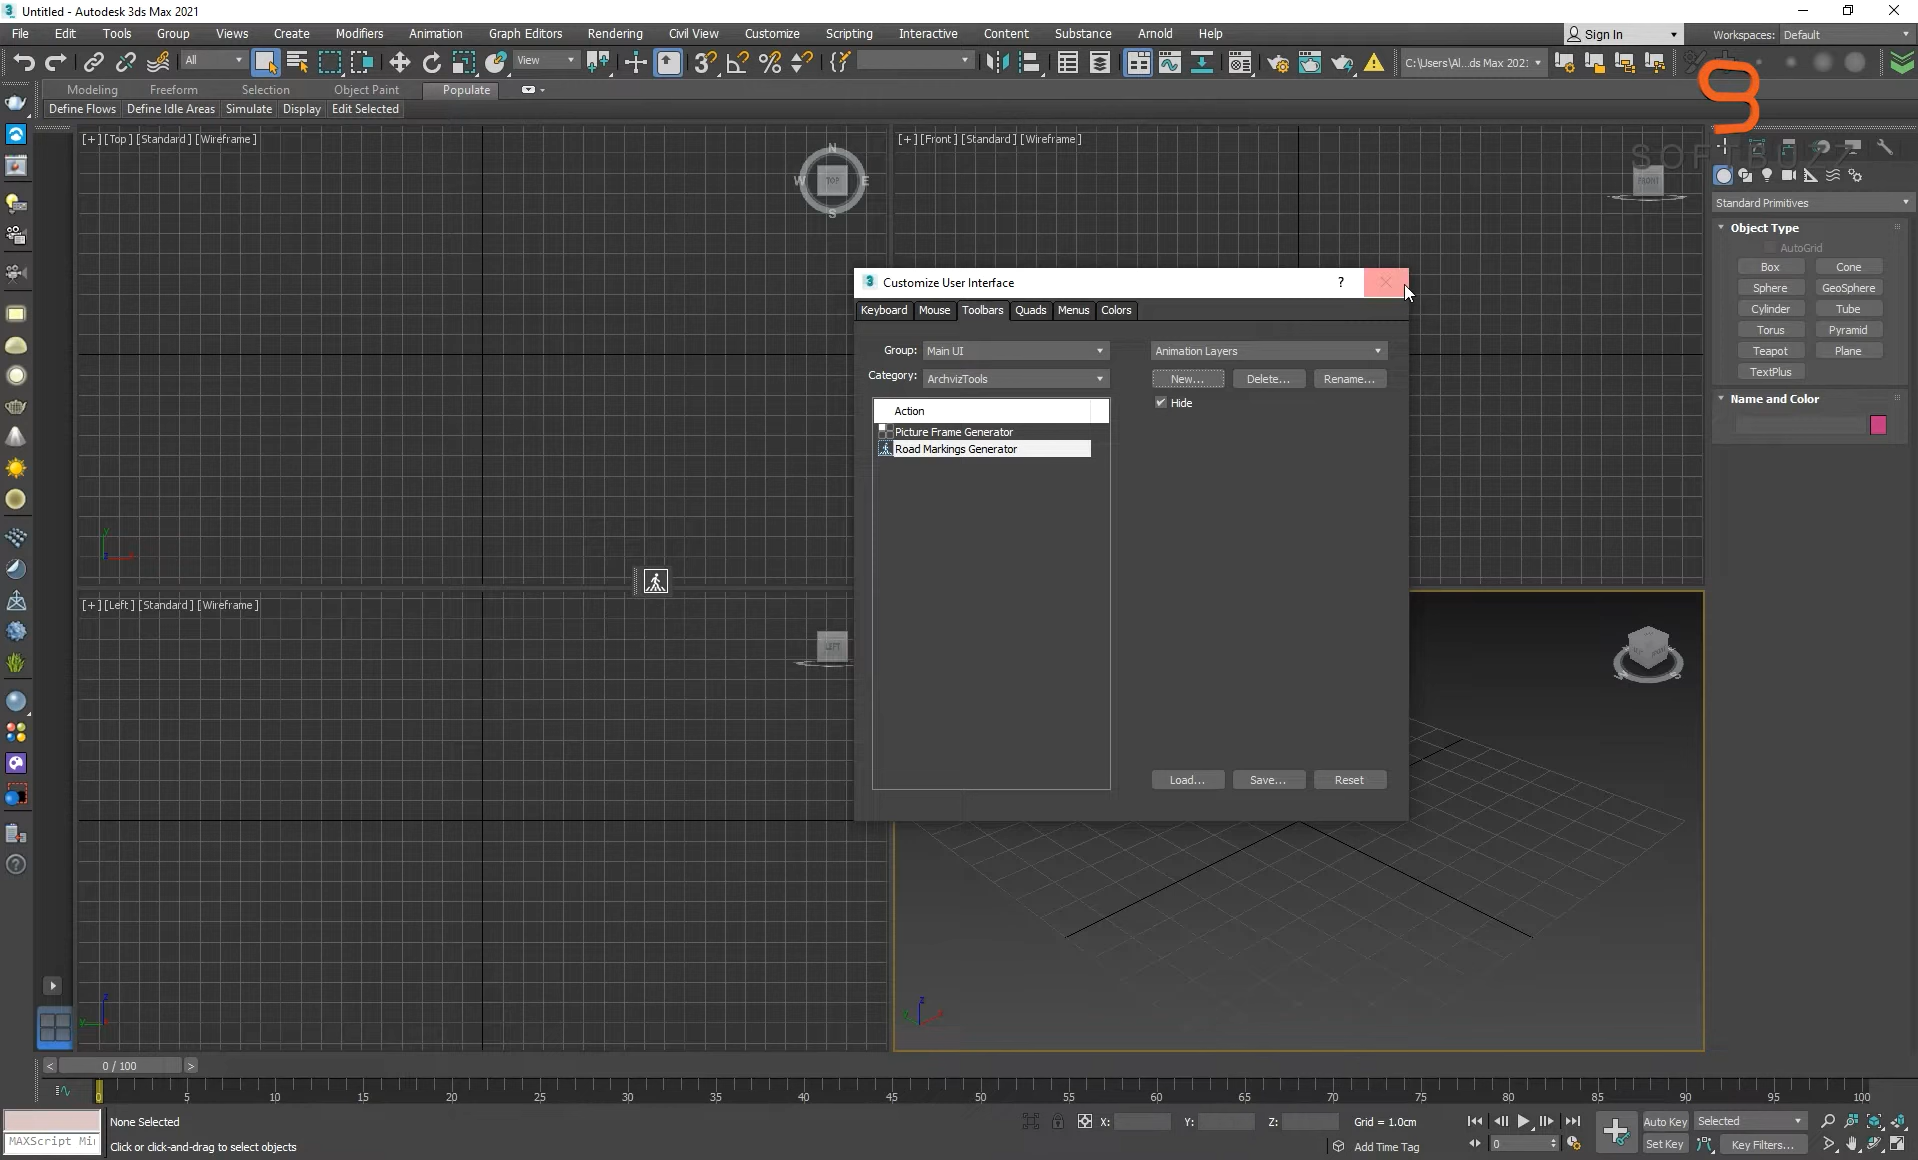 Untitled - Autodesk 3ds Max 2021
File Edit Tools Group Views Create Modifiers Animation Graph Editors Rendering Civil View Customize Scripting Interactive Content Substance Arnold Help Sign In Workspaces: Default
All View C:\Users\Al...ds Max 202
Modeling Freeform Selection Object Paint Populate
Define Flows Define Idle Areas Simulate Display Edit Selected
SOFTBUZZ
[+] [Top] [Standard] [Wireframe]
[+] [Front] [Standard] [Wireframe]
N
W TOP E
S
FRONT
Standard Primitives
Object Type
AutoGrid
Box Cone
Sphere GeoSphere
Cylinder Tube
Torus Pyramid
Teapot Plane
TextPlus
Name and Color
3 Customize User Interface ?
Keyboard Mouse Toolbars Quads Menus Colors
Group: Main UI Animation Layers
Category: ArchvizTools New... Delete... Rename...
Hide
Action
Picture Frame Generator
Road Markings Generator
Load... Save... Reset
[+] [Left] [Standard] [Wireframe]
LEFT
< 0 / 100 >
0 5 10 15 20 25 30 35 40 45 50 55 60 65 70 75 80 85 90 95 100
None Selected X: Y: Z: Grid = 1.0cm Auto Key Selected
MAXScript Mi Click or click-and-drag to select objects Add Time Tag 0 Set Key Key Filters...